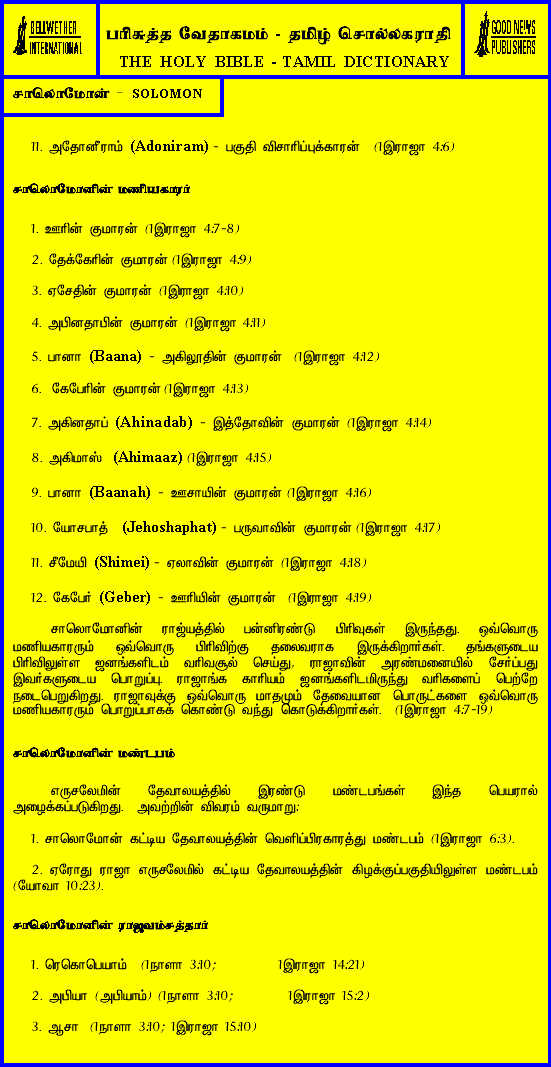 BELLWETHER
INTERNATIONAL
பரிசுத்த வேதாகமம் - தமிழ் சொல்லகராதி
THE HOLY BIBLE - TAMIL DICTIONARY
GOOD NEWS
PUBLISHERS
சாலொமோன் - SOLOMON
11. அதோனீராம் (Adoniram) - பகுதி விசாரிப்புக்காரன் (1இராஜா 4:6)
சாலொமோனின் மணியகாரர்
1. ஊரின் குமாரன் (1இராஜா 4:7-8)
2. தேக்கேரின் குமாரன் (1இராஜா 4:9)
3. ஏசேதின் குமாரன் (1இராஜா 4:10)
4. அபினதாபின் குமாரன் (1இராஜா 4:11)
5. பானா (Baana) - அகிலூதின் குமாரன் (1இராஜா 4:12)
6. கேபேரின் குமாரன் (1இராஜா 4:13)
7. அகினதாப் (Ahinadab) - இத்தோவின் குமாரன் (1இராஜா 4:14)
8. அகிமாஸ் (Ahimaaz) (1இராஜா 4:15)
9. பானா (Baanah) - ஊசாயின் குமாரன் (1இராஜா 4:16)
10. யோசபாத் (Jehoshaphat) - பருவாவின் குமாரன் (1இராஜா 4:17)
11. சீமேயி (Shimei) - ஏலாவின் குமாரன் (1இராஜா 4:18)
12. கேபேர் (Geber) - ஊரியின் குமாரன் (1இராஜா 4:19)
சாலொமோனின் ராஜ்யத்தில் பன்னிரண்டு பிரிவுகள் இருந்தது. ஒவ்வொரு
மணியகாரரும் ஒவ்வொரு பிரிவிற்கு தலைவராக இருக்கிறார்கள். தங்களுடைய
பிரிவிலுள்ள ஜனங்களிடம் வரிவசூல் செய்து, ராஜாவின் அரண்மனையில் சேர்ப்பது
இவர்களுடைய பொறுப்பு. ராஜாங்க காரியம் ஜனங்களிடமிருந்து வரிகளைப் பெற்றே
நடைபெறுகிறது. ராஜாவுக்கு ஒவ்வொரு மாதமும் தேவையான பொருட்களை ஒவ்வொரு
மணியகாரரும் பொறுப்பாகக் கொண்டு வந்து கொடுக்கிறார்கள். (1இராஜா 4:7-19)
சாலொமோனின் மண்டபம்
எருசலேமின் தேவாலயத்தில் இரண்டு மண்டபங்கள் இந்த பெயரால்
அழைக்கப்படுகிறது. அவற்றின் விவரம் வருமாறு:
1. சாலொமோன் கட்டிய தேவாலயத்தின் வெளிப்பிரகாரத்து மண்டபம் (1இராஜா 6:3).
2. ஏரோது ராஜா எருசலேமில் கட்டிய தேவாலயத்தின் கிழக்குப்பகுதியிலுள்ள மண்டபம்
(யோவா 10:23).
சாலொமோனின் ராஜவம்சத்தார்
1. ரெகொபெயாம் (1நாளா 3:10; 1இராஜா 14:21)
2. அபியா (அபியாம்) (1நாளா 3:10; 1இராஜா 15:2)
3. ஆசா (1நாளா 3:10; 1இராஜா 15:10)